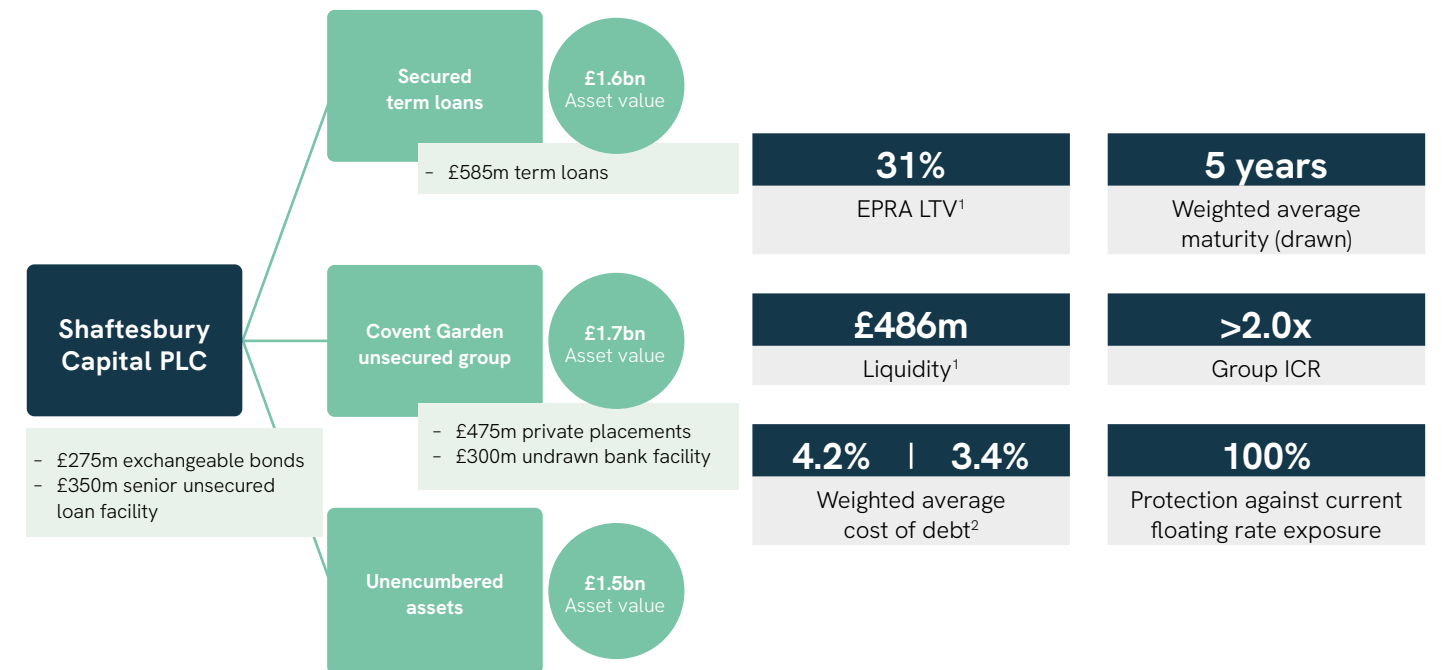 Secured
term loans
£1.6bn
Asset value
– £585m term loans
Shaftesbury
Capital PLC
– £275m exchangeable bonds
– £350m senior unsecured
loan facility
Covent Garden
unsecured group
£1.7bn
Asset value
– £475m private placements
– £300m undrawn bank facility
Unencumbered
assets
£1.5bn
Asset value
31%
EPRA LTV¹
5 years
Weighted average
maturity (drawn)
£486m
Liquidity¹
>2.0x
Group ICR
4.2% | 3.4%
Weighted average
cost of debt²
100%
Protection against current
floating rate exposure